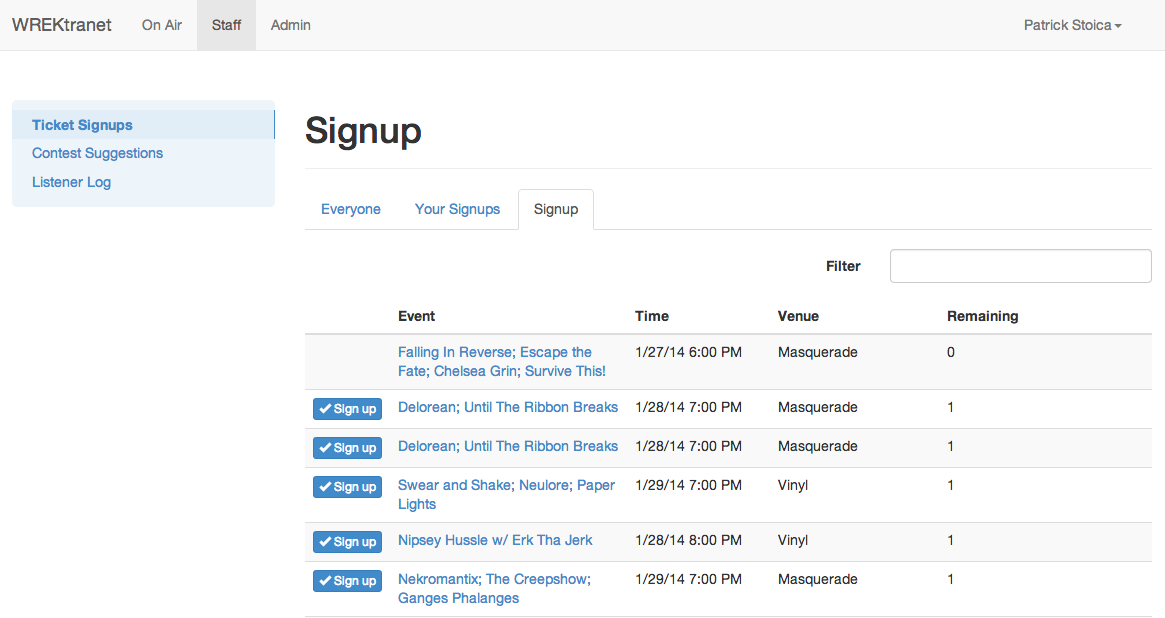 WREKtranet On Air Staff Admin Patrick Stoica
Ticket Signups
Contest Suggestions
Listener Log
Signup
Everyone Your Signups Signup
Filter
Event Time Venue Remaining
Falling In Reverse; Escape the 1/27/14 6:00 PM Masquerade 0
Fate; Chelsea Grin; Survive This!
Sign up Delorean; Until The Ribbon Breaks 1/28/14 7:00 PM Masquerade 1
Sign up Delorean; Until The Ribbon Breaks 1/28/14 7:00 PM Masquerade 1
Sign up Swear and Shake; Neulore; Paper 1/29/14 7:00 PM Vinyl 1
Lights
Sign up Nipsey Hussle w/ Erk Tha Jerk 1/28/14 8:00 PM Vinyl 1
Sign up Nekromantix; The Creepshow; 1/29/14 7:00 PM Masquerade 1
Ganges Phalanges